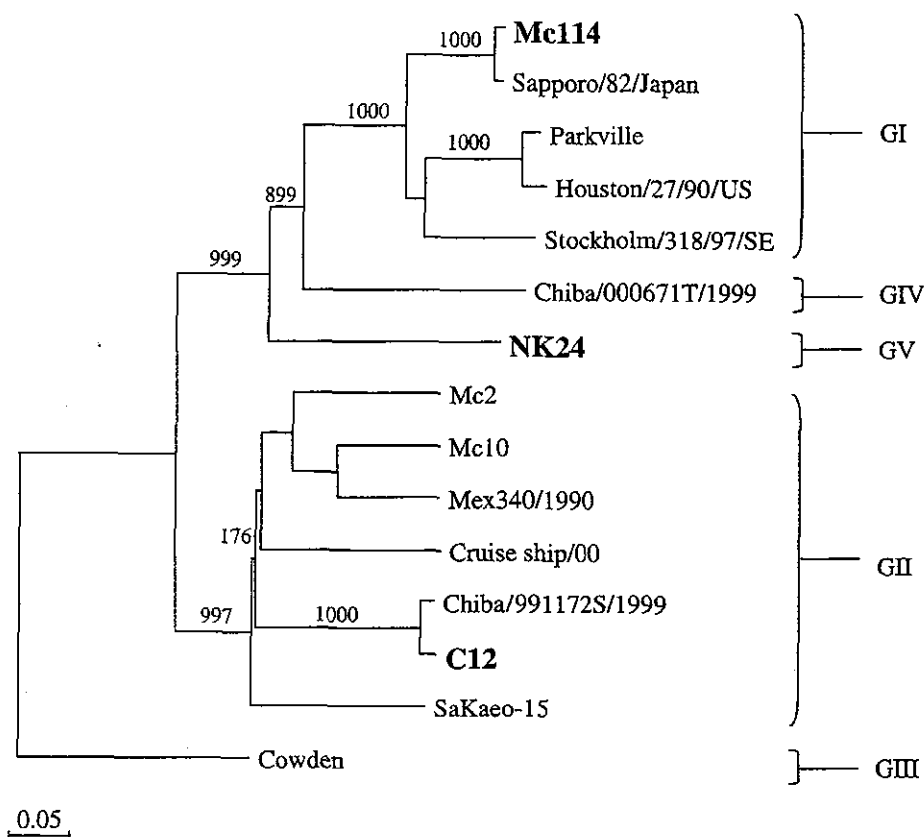 1000
Mc114
Sapporo/82/Japan
1000
1000
Parkville
GI
Houston/27/90/US
899
Stockholm/318/97/SE
999
Chiba/000671T/1999
GIV
NK24
GV
Mc2
Mc10
Mex340/1990
176
Cruise ship/00
GII
Chiba/991172S/1999
997
1000
C12
SaKaeo-15
Cowden
GIII
0.05